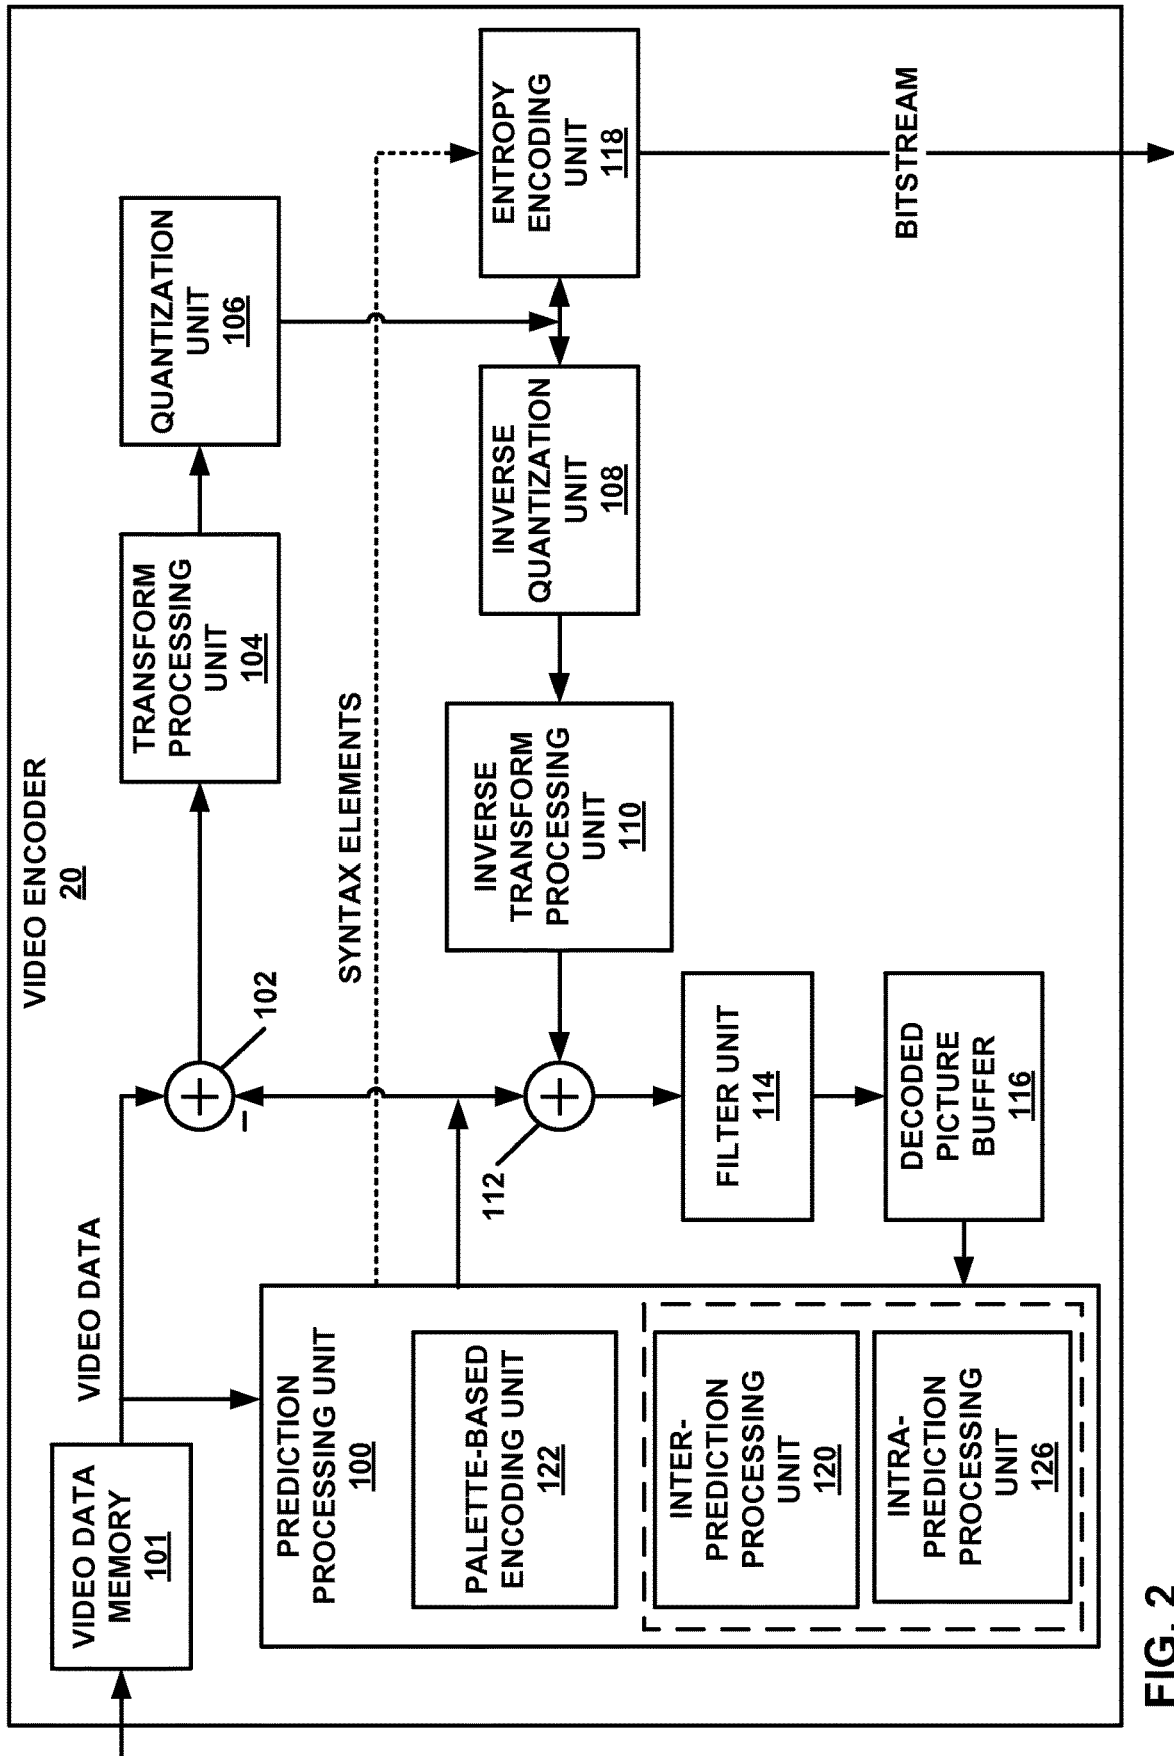 VIDEO ENCODER
20
VIDEO DATA
MEMORY
101
VIDEO DATA
102
–
TRANSFORM
PROCESSING
UNIT
104
QUANTIZATION
UNIT
106
SYNTAX ELEMENTS
PREDICTION
PROCESSING UNIT
100
PALETTE-BASED
ENCODING UNIT
122
INTER-
PREDICTION
PROCESSING
UNIT
120
INTRA-
PREDICTION
PROCESSING
UNIT
126
112
INVERSE
TRANSFORM
PROCESSING
UNIT
110
INVERSE
QUANTIZATION
UNIT
108
ENTROPY
ENCODING
UNIT
118
FILTER UNIT
114
DECODED
PICTURE
BUFFER
116
BITSTREAM
FIG. 2